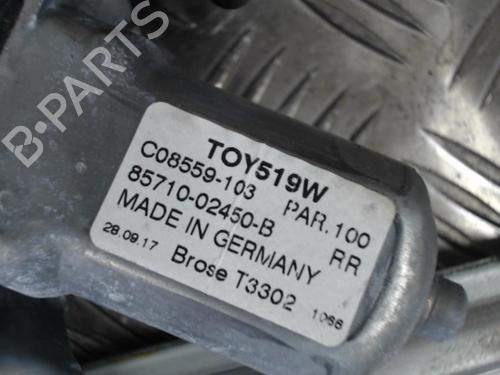 B-PARTS
TOY519W
C08559-103 PAR.100
85710-02450-B RR
MADE IN GERMANY
28.09.17 Brose T3302 1066